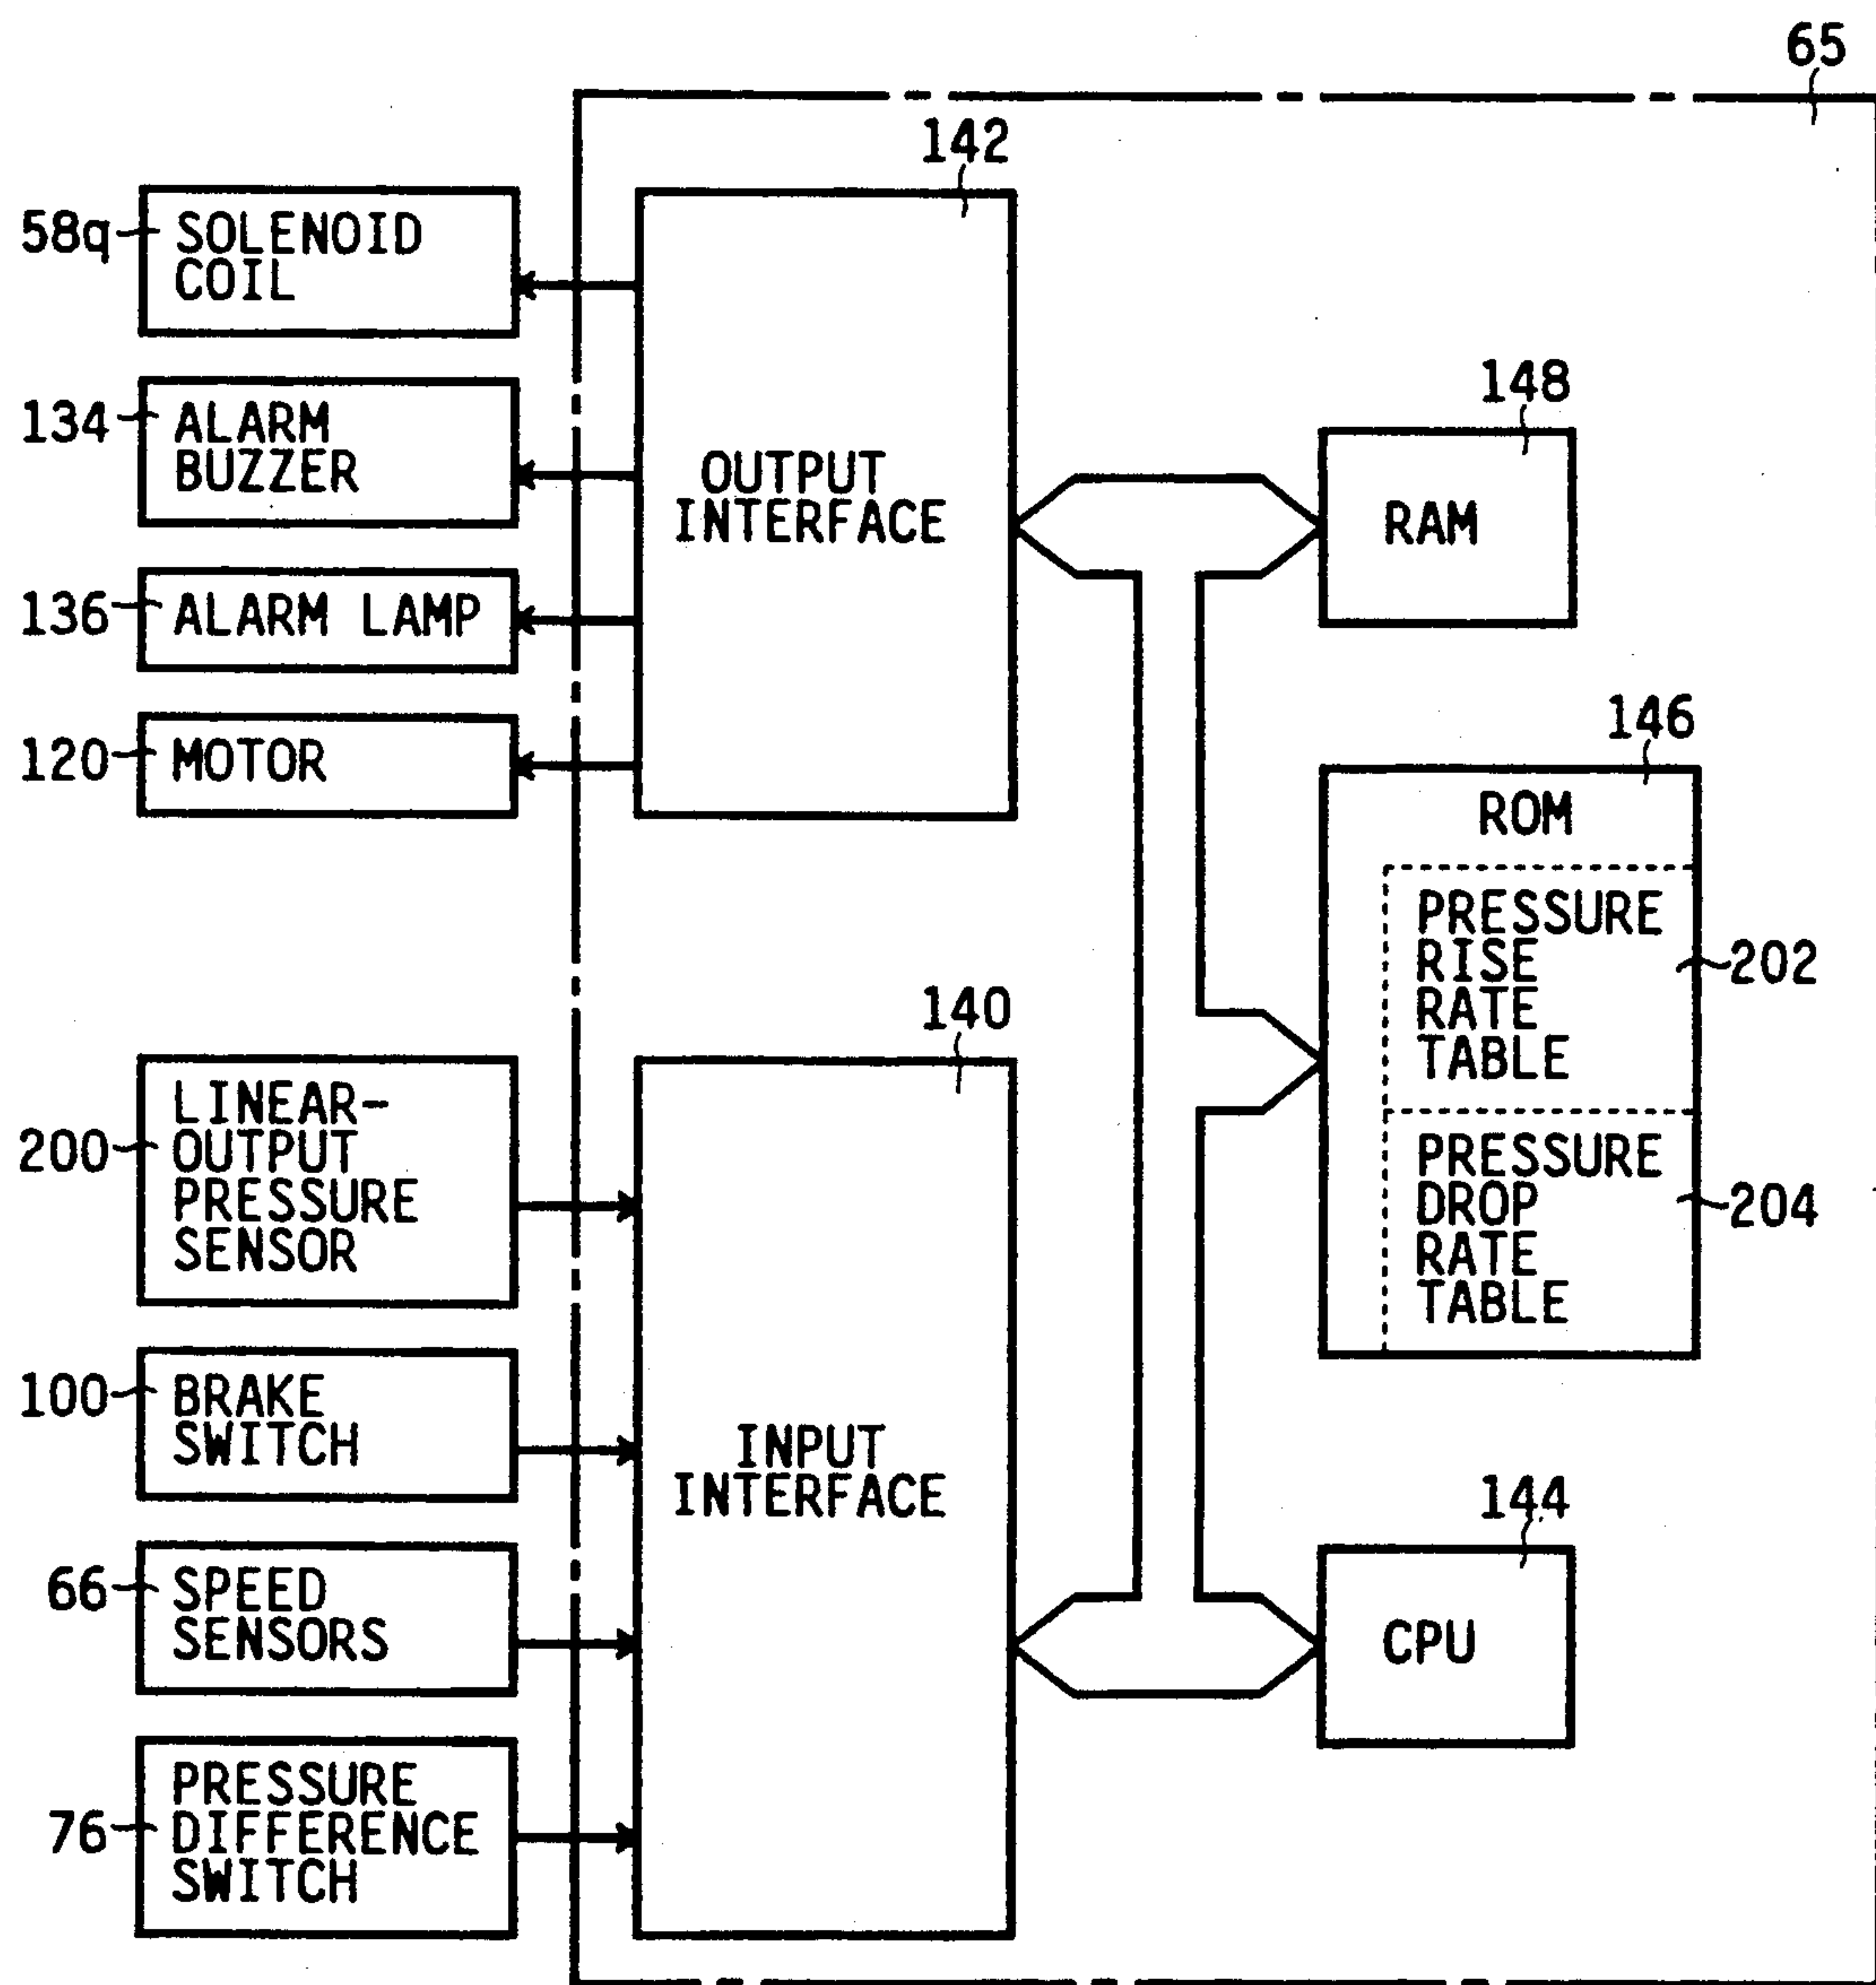 65
142
58q
SOLENOID
COIL
134
ALARM
BUZZER
136
ALARM LAMP
120
MOTOR
OUTPUT
INTERFACE
148
RAM
146
ROM
PRESSURE
RISE
RATE
TABLE
202
PRESSURE
DROP
RATE
TABLE
204
140
200
LINEAR-
OUTPUT
PRESSURE
SENSOR
100
BRAKE
SWITCH
66
SPEED
SENSORS
76
PRESSURE
DIFFERENCE
SWITCH
INPUT
INTERFACE
144
CPU